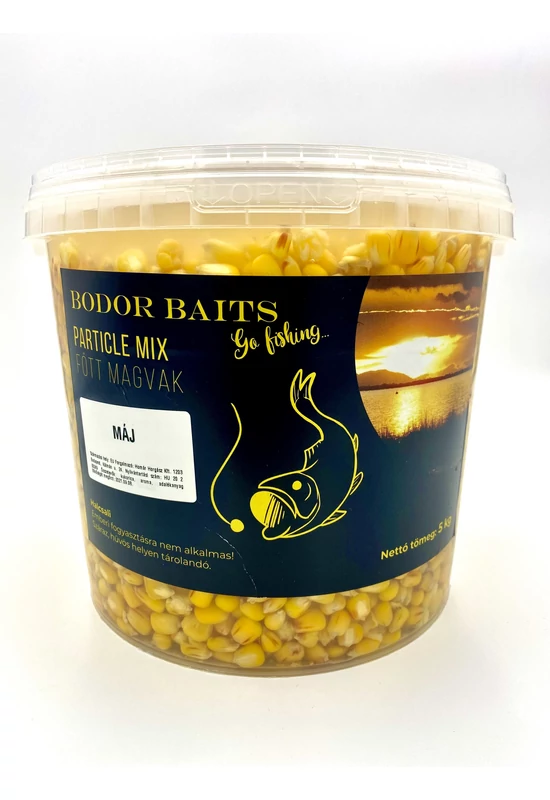 OPEN
BODOR BAITS
Go fishing...
PARTICLE MIX
FŐTT MAGVAK
MÁJ
Halcsali
Emberi fogyasztásra nem alkalmas!
Száraz, hűvös helyen tárolandó.
Nettó tömeg: 5 kg